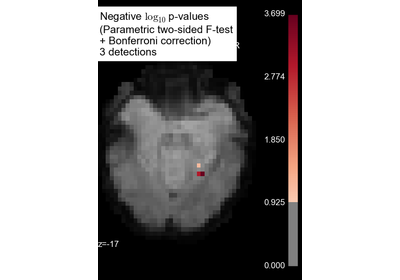 Negative log10 p-values
(Parametric two-sided F-test
+ Bonferroni correction)
3 detections
R
3.699
2.774
1.850
0.925
0.000
z=-17